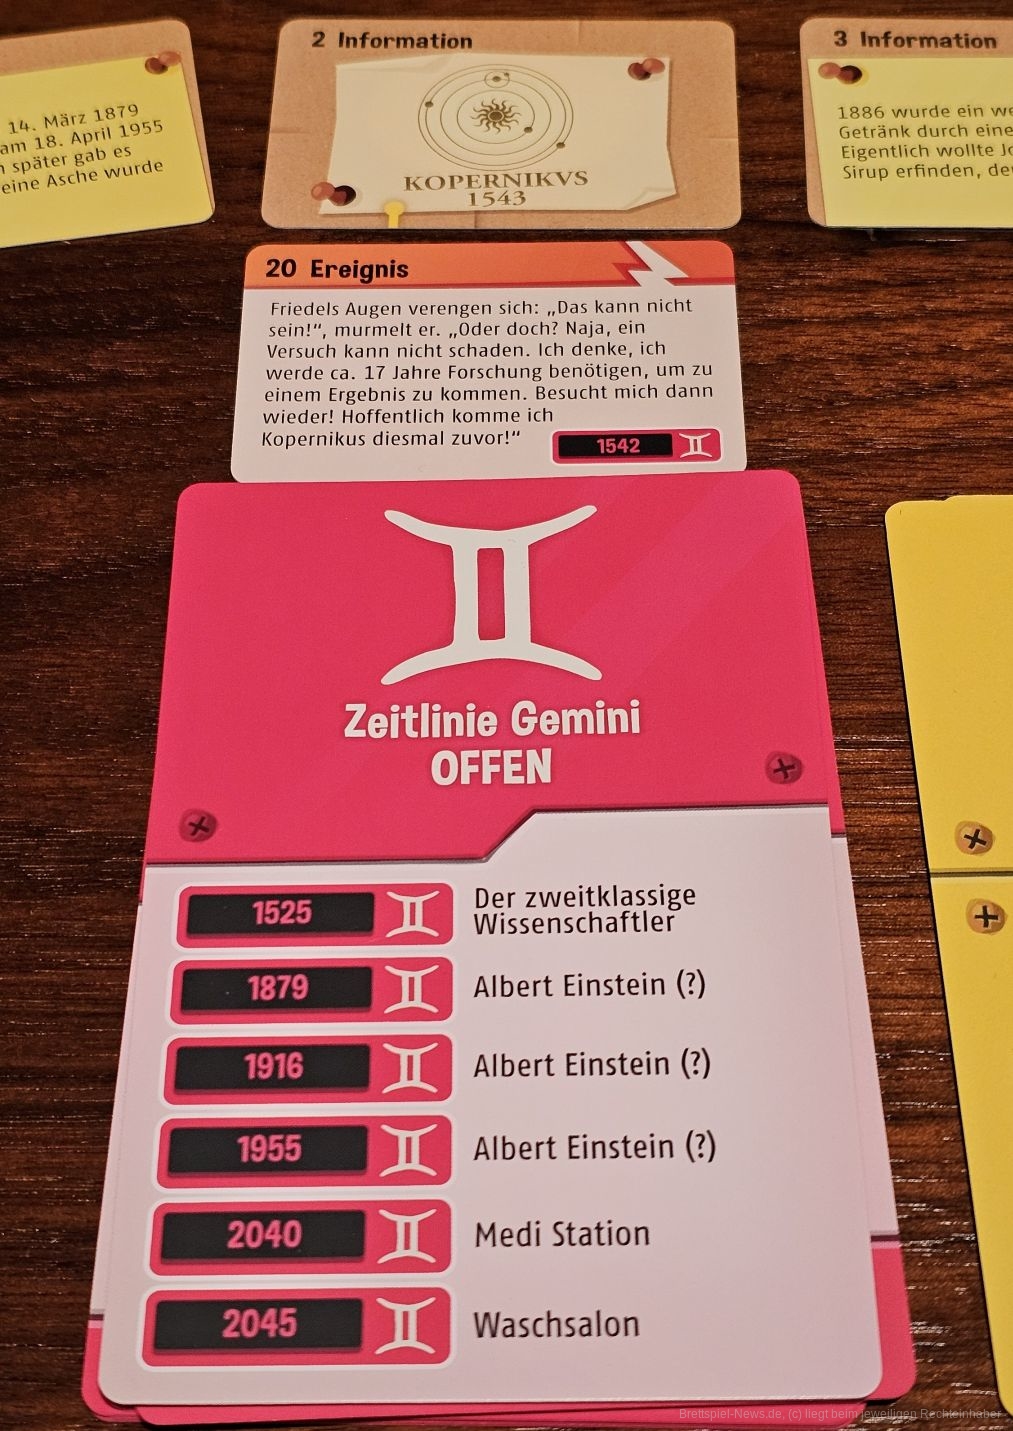 14. März 1879
am 18. April 1955
später gab es
eine Asche wurde
2 Information
KOPERNIKVS
1543
3 Information
1886 wurde ein
Getränk durch eine
Eigentlich wollte
Sirup erfinden,
20 Ereignis
Friedels Augen verengen sich: „Das kann nicht
sein!“, murmelt er. „Oder doch? Naja, ein
Versuch kann nicht schaden. Ich denke, ich
werde ca. 17 Jahre Forschung benötigen, um zu
einem Ergebnis zu kommen. Besucht mich dann
wieder! Hoffentlich komme ich
Kopernikus diesmal zuvor!“
1542
Zeitlinie Gemini
OFFEN
1525
Der zweitklassige
Wissenschaftler
1879 Albert Einstein (?)
1916 Albert Einstein (?)
1955 Albert Einstein (?)
2040 Medi Station
2045 Waschsalon
Brettspiel-News.de, (c) liegt beim jeweiligen Rechteinhaber